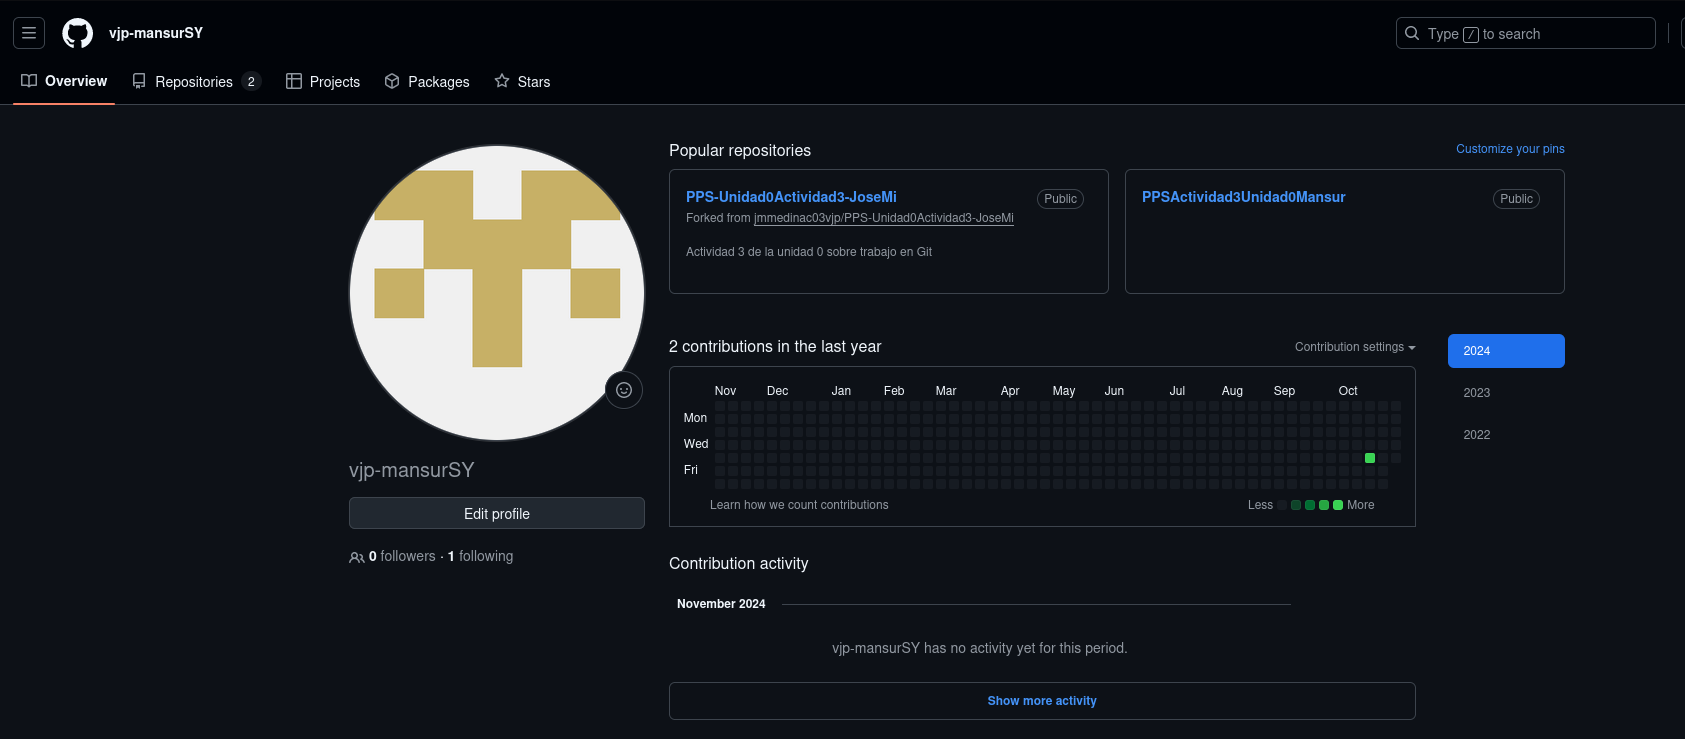 vjp-mansurSY
Type / to search
Overview
Repositories 2
Projects
Packages
Stars
Popular repositories
Customize your pins
PPS-Unidad0Actividad3-JoseMi
Public
Forked from jmmedinac03vjp/PPS-Unidad0Actividad3-JoseMi
Actividad 3 de la unidad 0 sobre trabajo en Git
PPSActividad3Unidad0Mansur
Public
vjp-mansurSY
Edit profile
0 followers · 1 following
2 contributions in the last year
Contribution settings
2024
2023
2022
Nov Dec Jan Feb Mar Apr May Jun Jul Aug Sep Oct
Mon
Wed
Fri
Learn how we count contributions
Less More
Contribution activity
November 2024
vjp-mansurSY has no activity yet for this period.
Show more activity